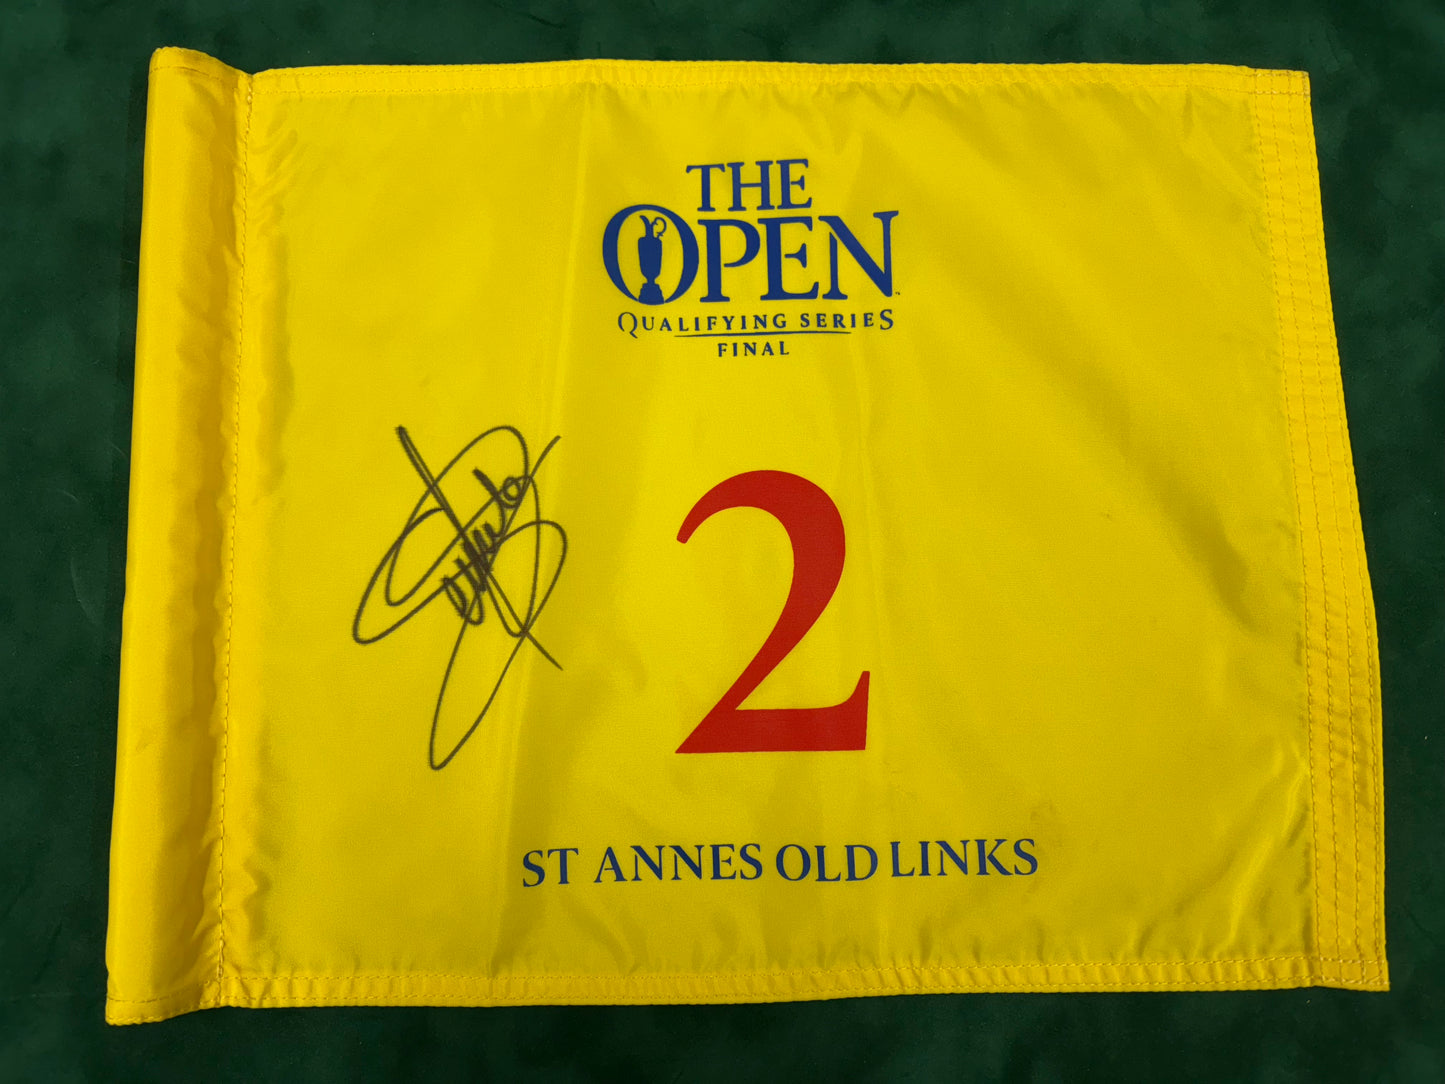 THE
OPEN
QUALIFYING SERIES
FINAL
2
ST ANNES OLD LINKS